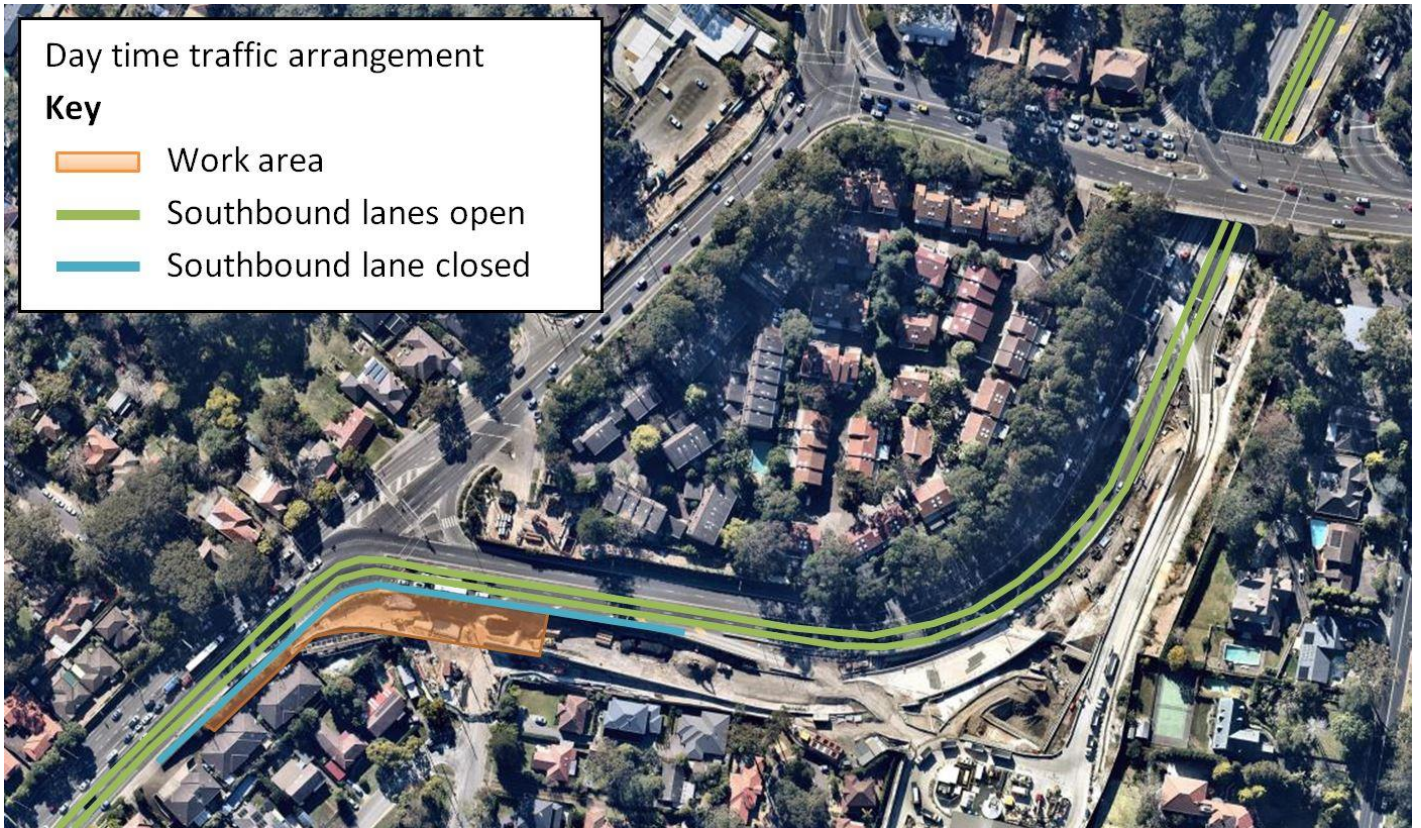 Day time traffic arrangement
Key
Work area
Southbound lanes open
Southbound lane closed